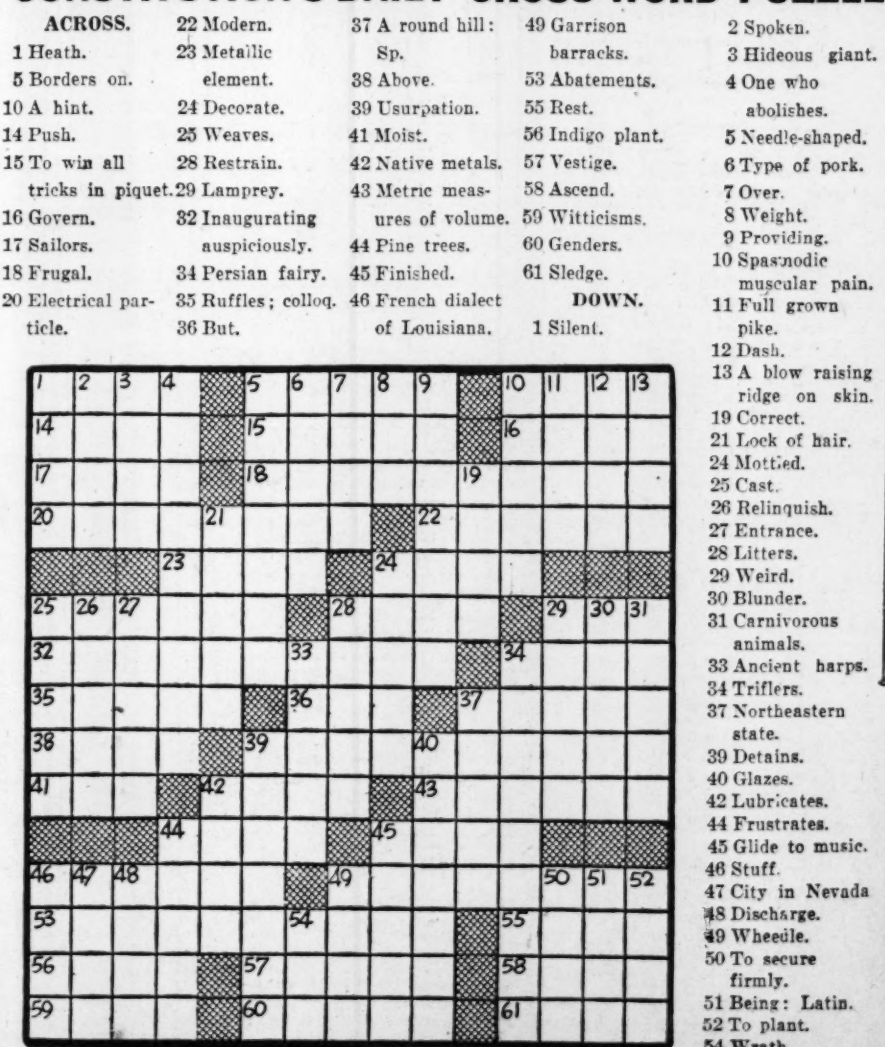 ACROSS.
1 Heath.
5 Borders on.
10 A hint.
14 Push.
15 To win all
tricks in piquet.
16 Govern.
17 Sailors.
18 Frugal.
20 Electrical par-
ticle.
22 Modern.
23 Metallic
element.
24 Decorate.
25 Weaves.
28 Restrain.
29 Lamprey.
32 Inaugurating
auspiciously.
34 Persian fairy.
35 Ruffles; colloq.
36 But.
37 A round hill:
Sp.
38 Above.
39 Usurpation.
41 Moist.
42 Native metals.
43 Metric meas-
ures of volume.
44 Pine trees.
45 Finished.
46 French dialect
of Louisiana.
49 Garrison
barracks.
53 Abatements.
55 Rest.
56 Indigo plant.
57 Vestige.
58 Ascend.
59 Witticisms.
60 Genders.
61 Sledge.
DOWN.
1 Silent.
2 Spoken.
3 Hideous giant.
4 One who
abolishes.
5 Needle-shaped.
6 Type of pork.
7 Over.
8 Weight.
9 Providing.
10 Spasmodic
muscular pain.
11 Full grown
pike.
12 Dash.
13 A blow raising
ridge on skin.
19 Correct.
21 Lock of hair.
24 Mottled.
25 Cast.
26 Relinquish.
27 Entrance.
28 Litters.
29 Weird.
30 Blunder.
31 Carnivorous
animals.
33 Ancient harps.
34 Triflers.
37 Northeastern
state.
39 Detains.
40 Glazes.
42 Lubricates.
44 Frustrates.
45 Glide to music.
46 Stuff.
47 City in Nevada
48 Discharge.
49 Wheedle.
50 To secure
firmly.
51 Being: Latin.
52 To plant.
54 Wrath.
1 2 3 4 5 6 7 8 9 10 11 12 13
14 15 16
17 18 19
20 21 22
23 24
25 26 27 28 29 30 31
32 33 34
35 36 37
38 39 40
41 42 43
44 45
46 47 48 49 50 51 52
53 54 55
56 57 58
59 60 61